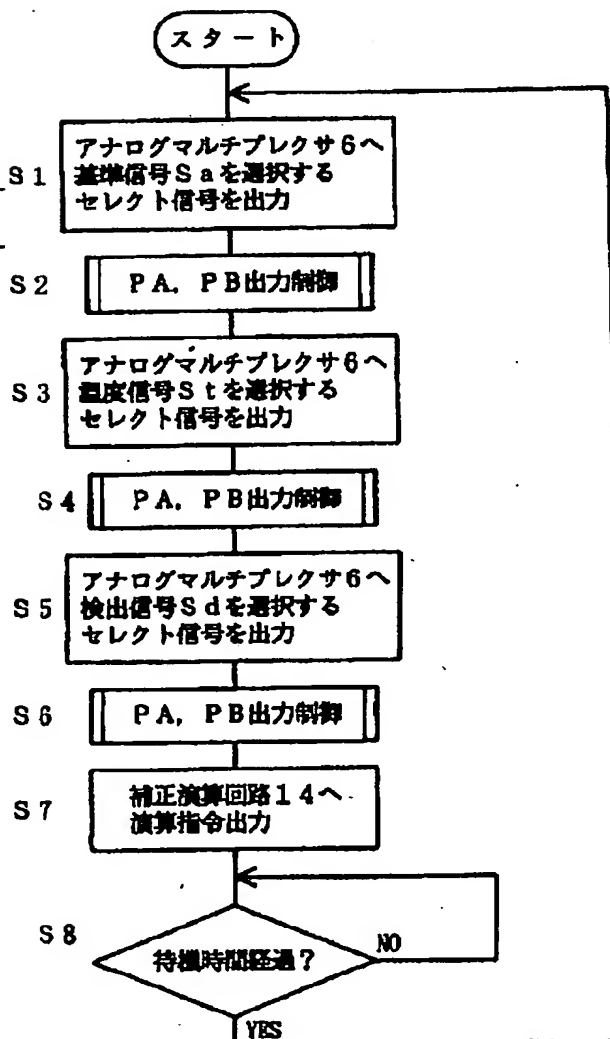 スタート
S1
アナログマルチプレクサ6へ
基準信号Saを選択する
セレクト信号を出力
S2
PA,PB出力制御
S3
アナログマルチプレクサ6へ
温度信号Stを選択する
セレクト信号を出力
S4
PA,PB出力制御
S5
アナログマルチプレクサ6へ
検出信号Sdを選択する
セレクト信号を出力
S6
PA,PB出力制御
S7
補正演算回路14へ
演算指令出力
S8
待機時間経過?
NO
YES